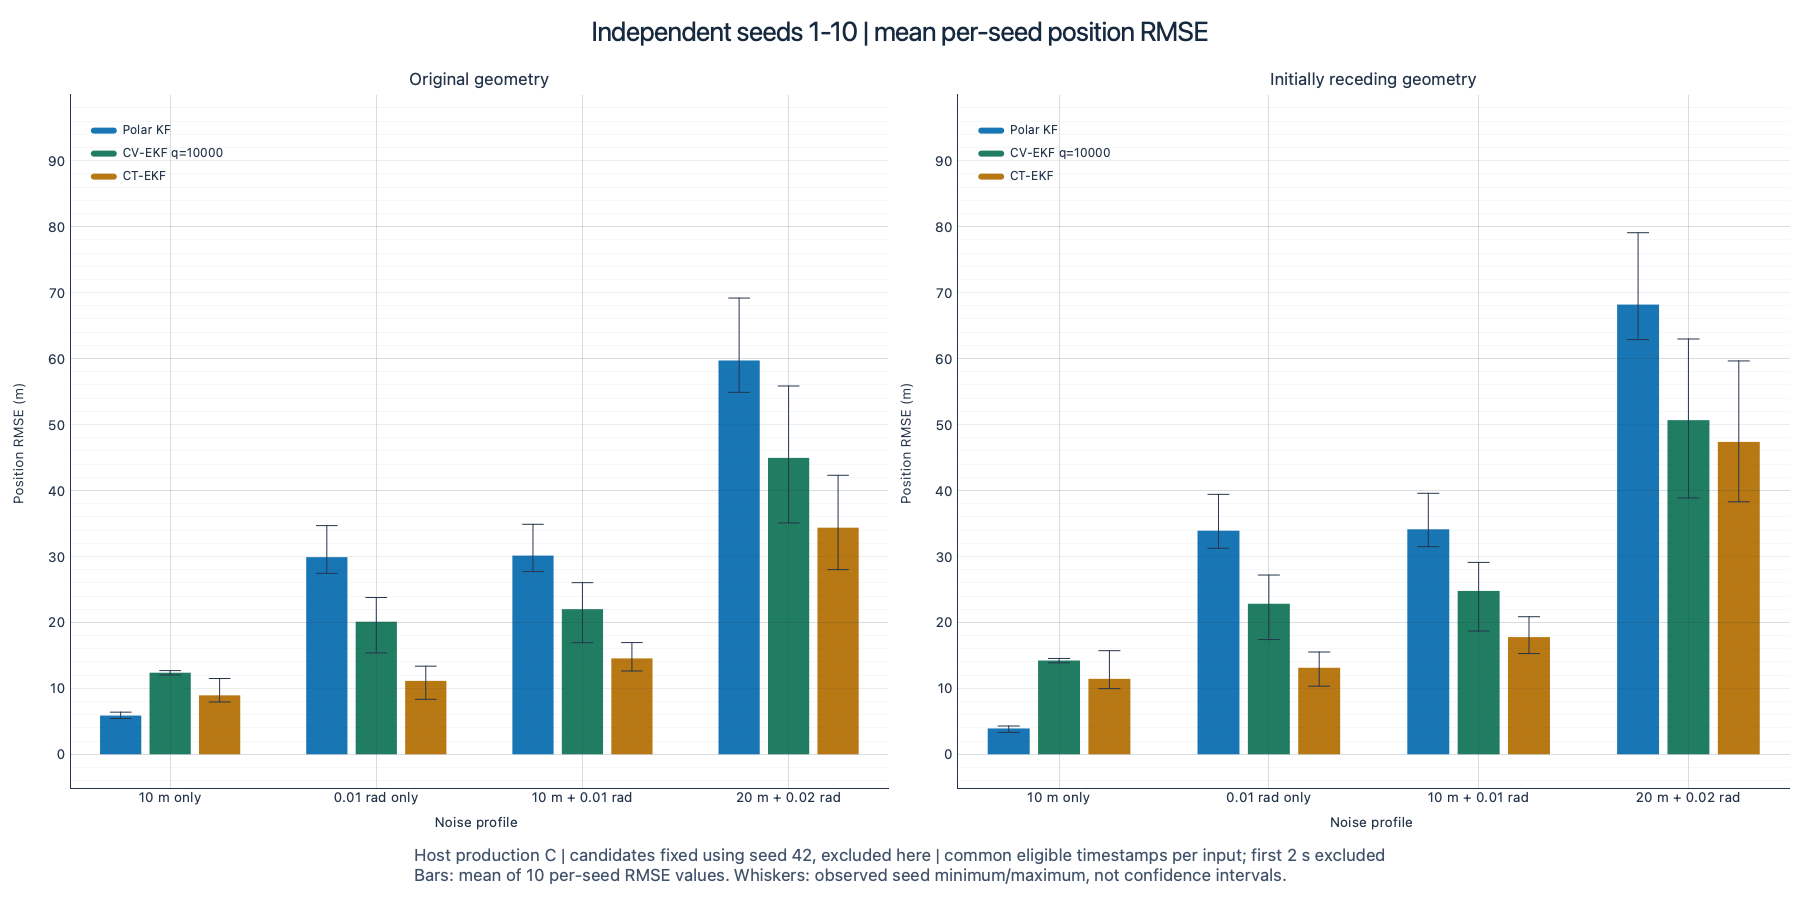 Independent seeds 1-10 | mean per-seed position RMSE
Original geometry
Polar KF
CV-EKF q=10000
CT-EKF
90
80
70
60
50
40
30
20
10
0
Position RMSE (m)
10 m only
0.01 rad only
10 m + 0.01 rad
20 m + 0.02 rad
Noise profile
Initially receding geometry
Polar KF
CV-EKF q=10000
CT-EKF
90
80
70
60
50
40
30
20
10
0
Position RMSE (m)
10 m only
0.01 rad only
10 m + 0.01 rad
20 m + 0.02 rad
Noise profile
Host production C | candidates fixed using seed 42, excluded here | common eligible timestamps per input; first 2 s excluded
Bars: mean of 10 per-seed RMSE values. Whiskers: observed seed minimum/maximum, not confidence intervals.